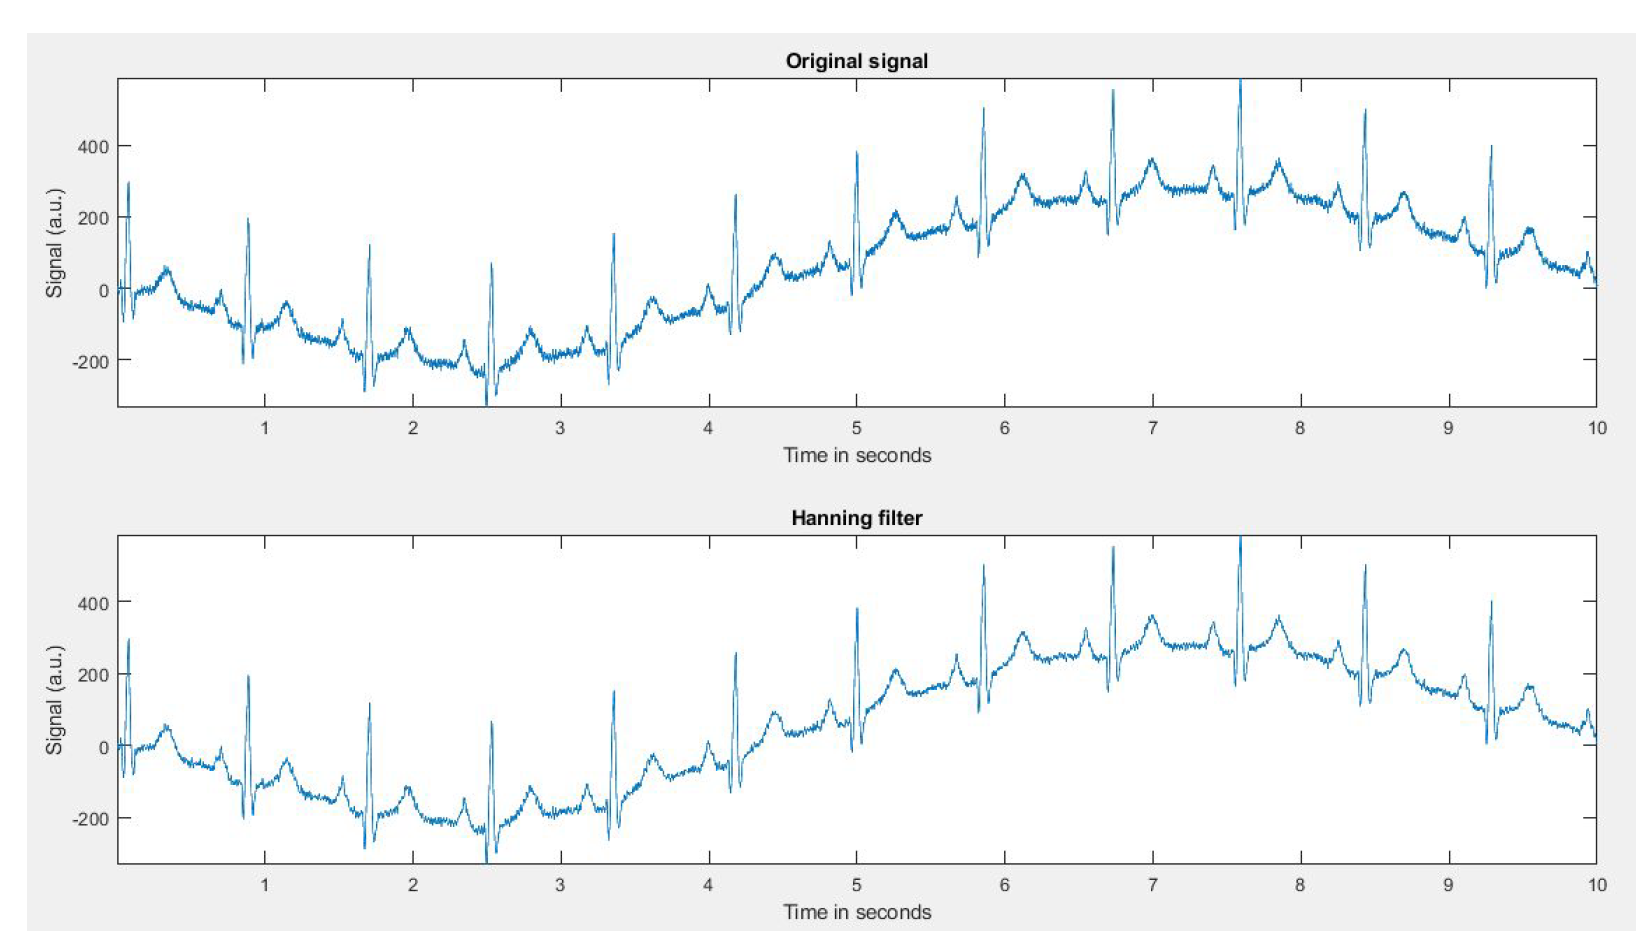 Original signal
Signal (a.u.)
400
200
0
-200
1 2 3 4 5 6 7 8 9 10
Time in seconds
Hanning filter
Signal (a.u.)
400
200
0
-200
1 2 3 4 5 6 7 8 9 10
Time in seconds